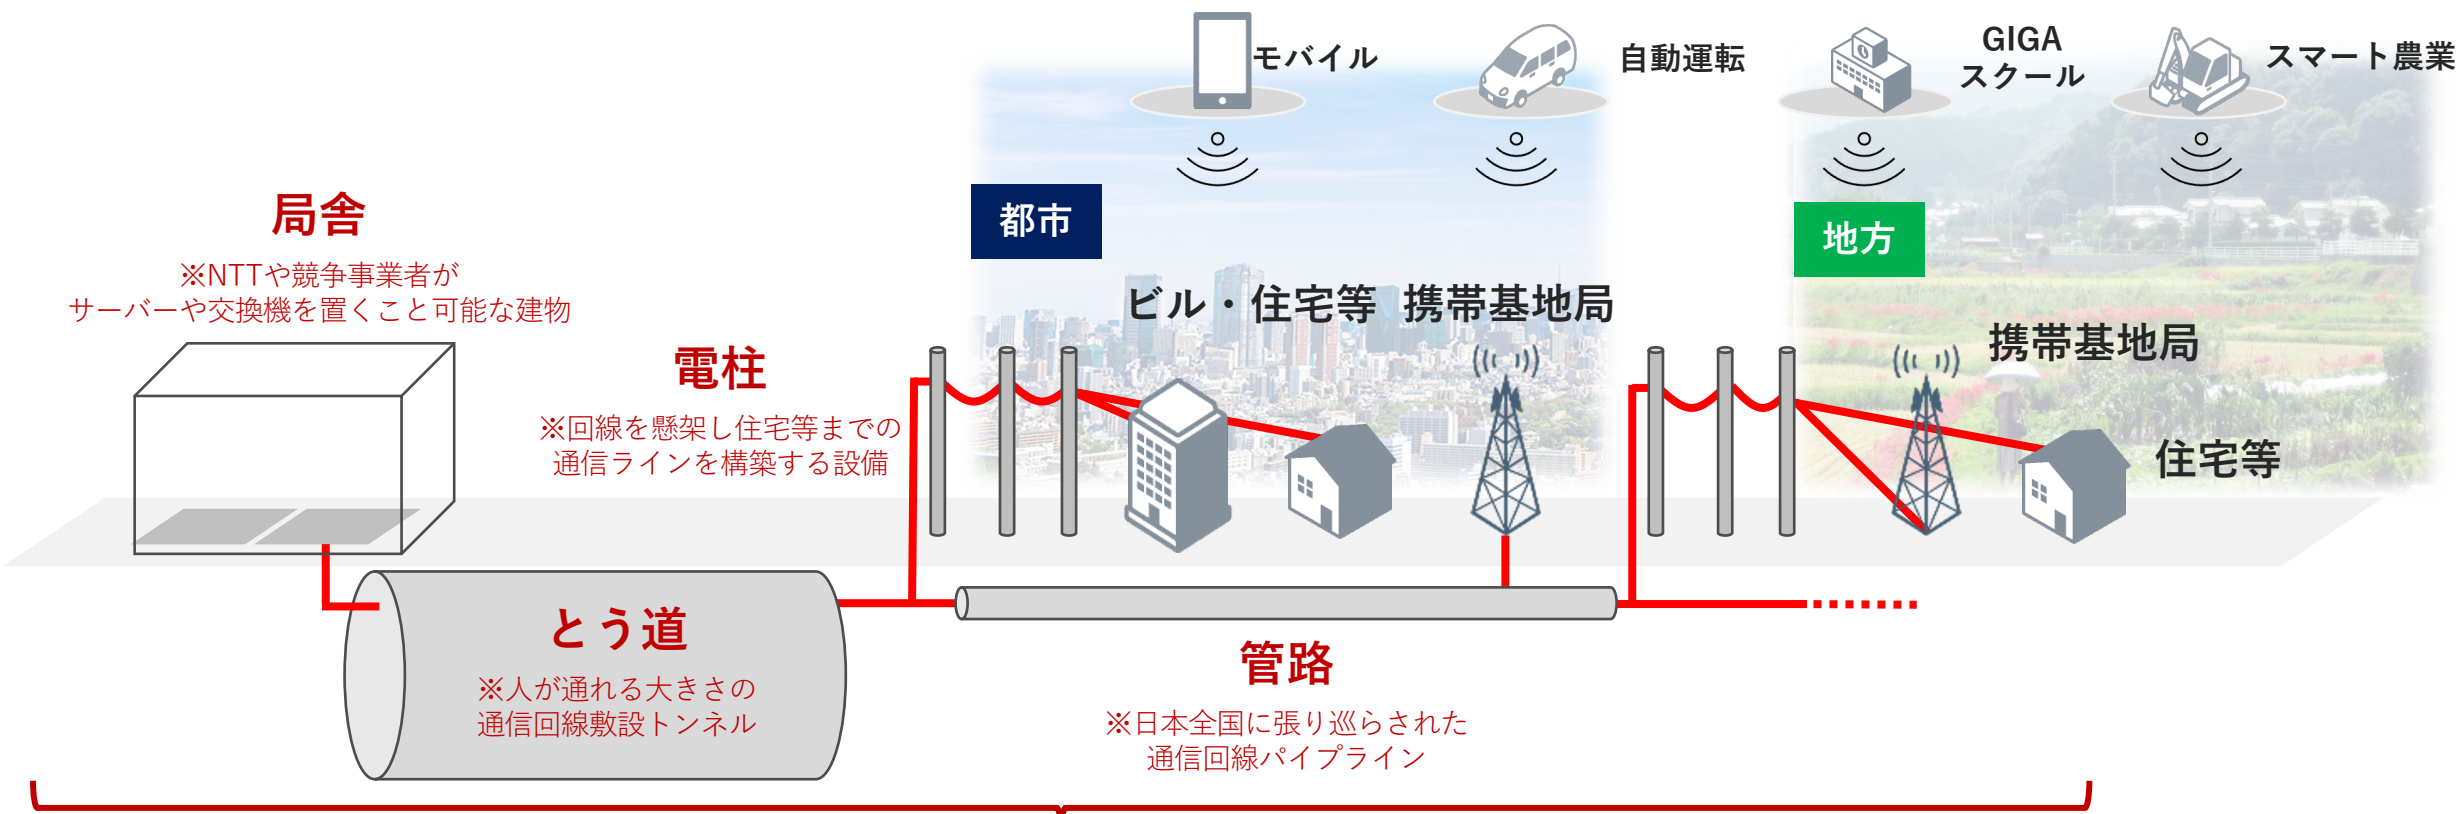 モバイル
自動運転
GIGA
スクール
スマート農業
局舎
※NTTや競争事業者が
サーバーや交換機を置くこと可能な建物
都市
地方
ビル・住宅等
携帯基地局
電柱
※回線を懸架し住宅等までの
通信ラインを構築する設備
携帯基地局
住宅等
とう道
※人が通れる大きさの
通信回線敷設トンネル
管路
※日本全国に張り巡らされた
通信回線パイプライン